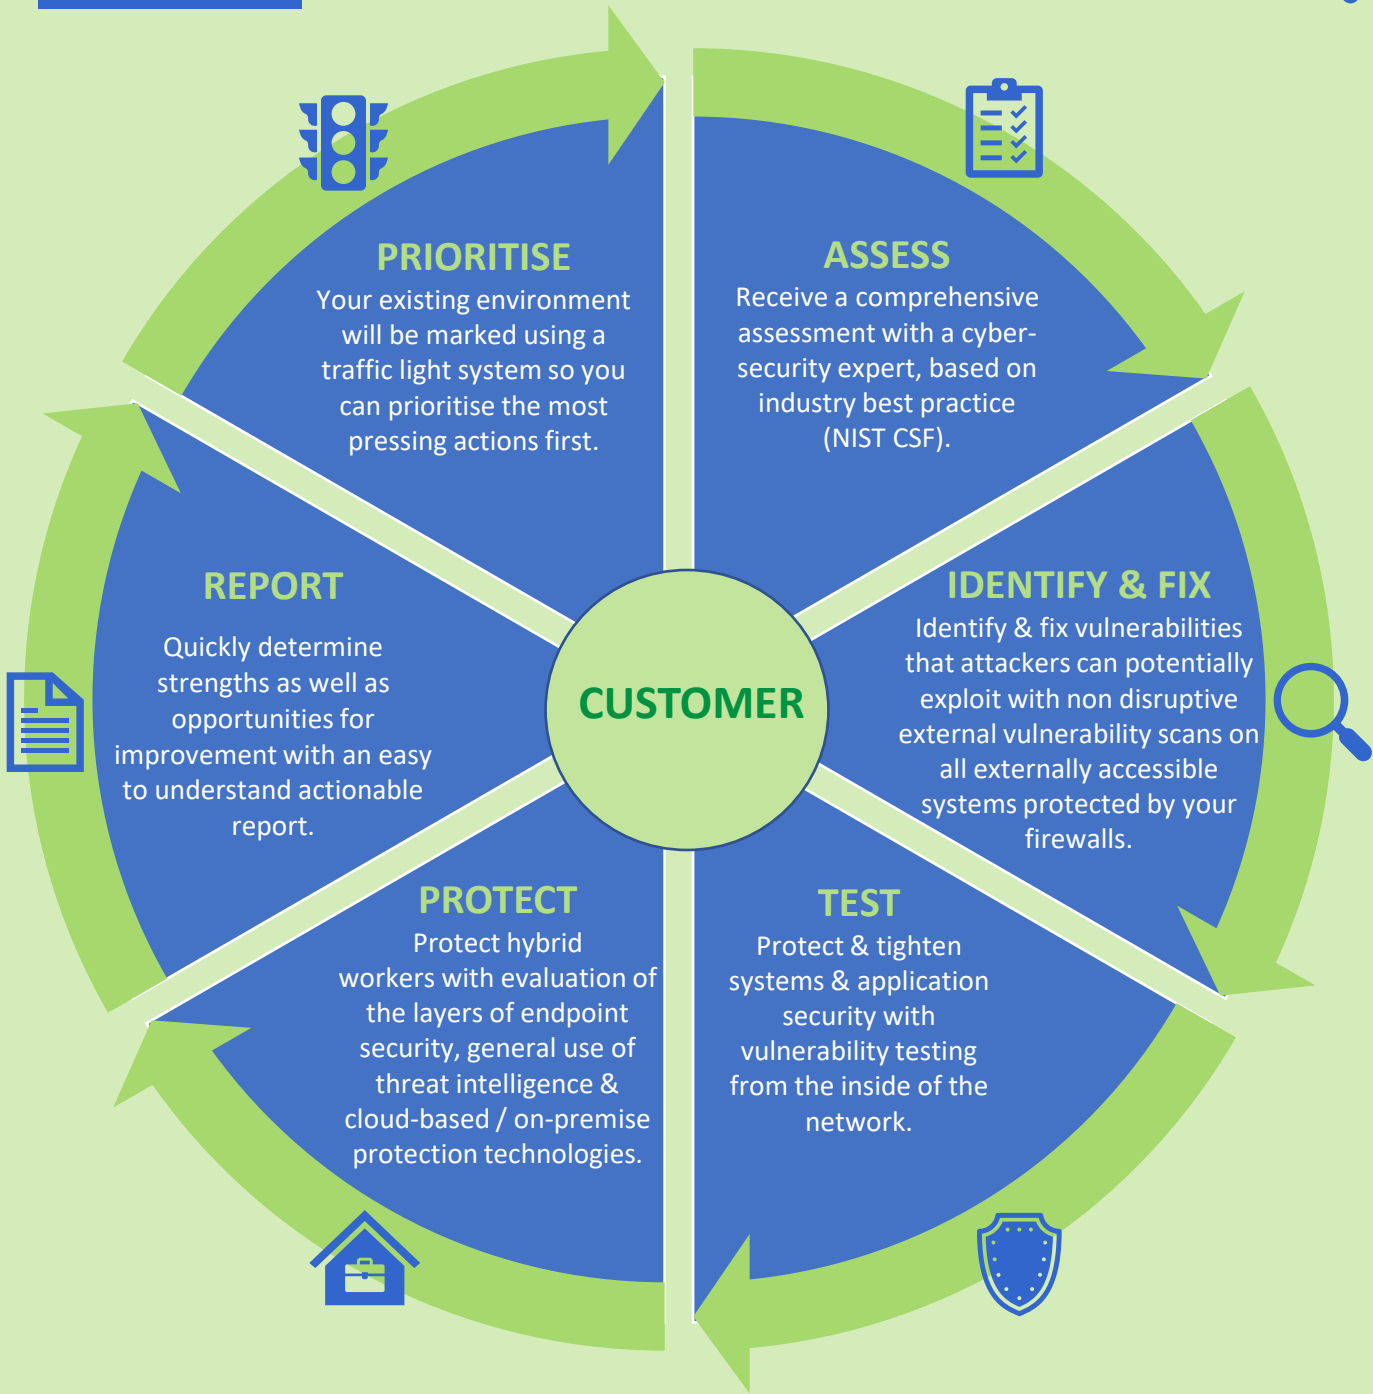 PRIORITISE
Your existing environment
will be marked using a
traffic light system so you
can prioritise the most
pressing actions first.
ASSESS
Receive a comprehensive
assessment with a cyber-
security expert, based on
industry best practice
(NIST CSF).
IDENTIFY & FIX
Identify & fix vulnerabilities
that attackers can potentially
exploit with non disruptive
external vulnerability scans on
all externally accessible
systems protected by your
firewalls.
TEST
Protect & tighten
systems & application
security with
vulnerability testing
from the inside of the
network.
PROTECT
Protect hybrid
workers with evaluation of
the layers of endpoint
security, general use of
threat intelligence &
cloud-based / on-premise
protection technologies.
REPORT
Quickly determine
strengths as well as
opportunities for
improvement with an easy
to understand actionable
report.
CUSTOMER